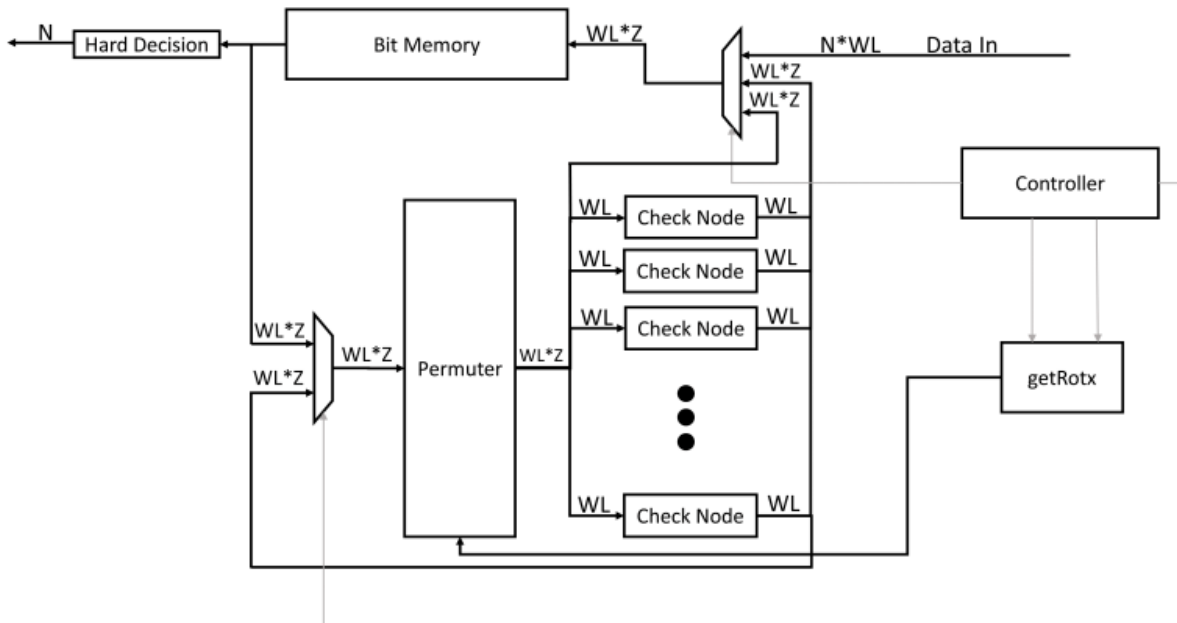 N
Hard Decision
Bit Memory
WL*Z
N*WL
Data In
WL*Z
WL*Z
Controller
WL
Check Node
WL
WL
Check Node
WL
WL
Check Node
WL
WL*Z
WL*Z
WL*Z
WL*Z
Permuter
getRotx
WL
Check Node
WL